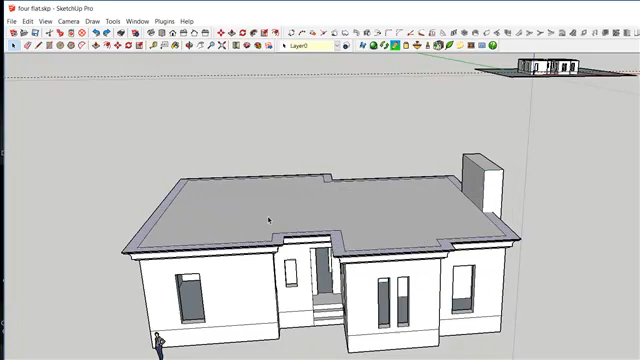 four flat.skp - SketchUp Pro
File Edit View Camera Draw Tools Window Plugins Help
Layer0